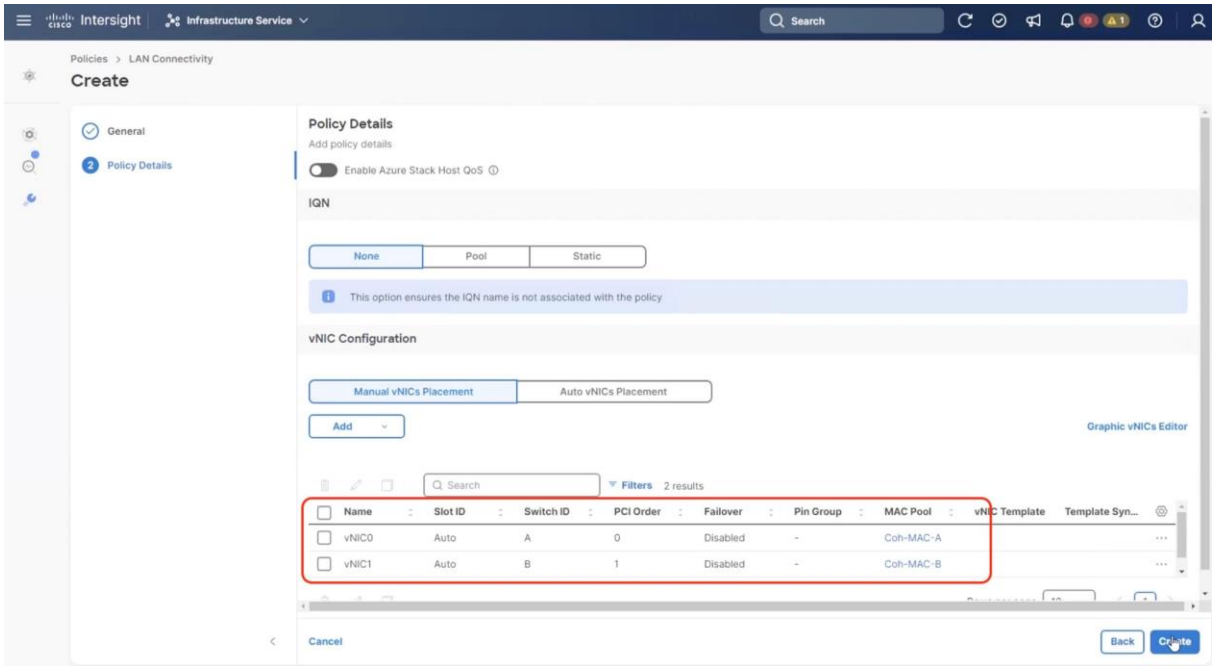 cisco Intersight Infrastructure Service Search 1
Policies > LAN Connectivity
Create
General
2 Policy Details
Policy Details
Add policy details
Enable Azure Stack Host QoS
IQN
None Pool Static
This option ensures the IQN name is not associated with the policy
vNIC Configuration
Manual vNICs Placement Auto vNICs Placement
Add Graphic vNICs Editor
Search Filters 2 results
Name Slot ID Switch ID PCI Order Failover Pin Group MAC Pool vNIC Template Template Syn...
vNIC0 Auto A 0 Disabled - Coh-MAC-A ...
vNIC1 Auto B 1 Disabled - Coh-MAC-B ...
Cancel Back Create